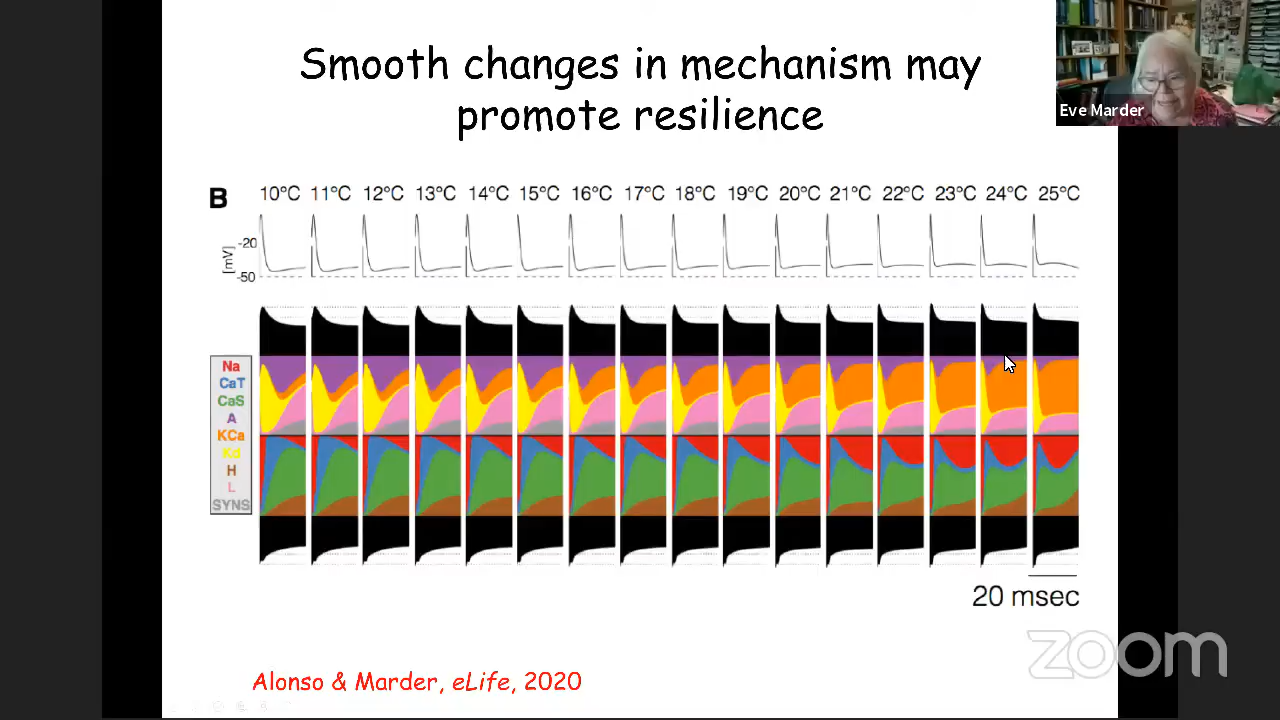 Smooth changes in mechanism may
promote resilience
Eve Marder
B
10°C 11°C 12°C 13°C 14°C 15°C 16°C 17°C 18°C 19°C 20°C 21°C 22°C 23°C 24°C 25°C
[mV]
-20
-50
Na
CaT
CaS
A
KCa
Kd
H
L
SYNS
20 msec
zoom
Alonso & Marder, eLife, 2020